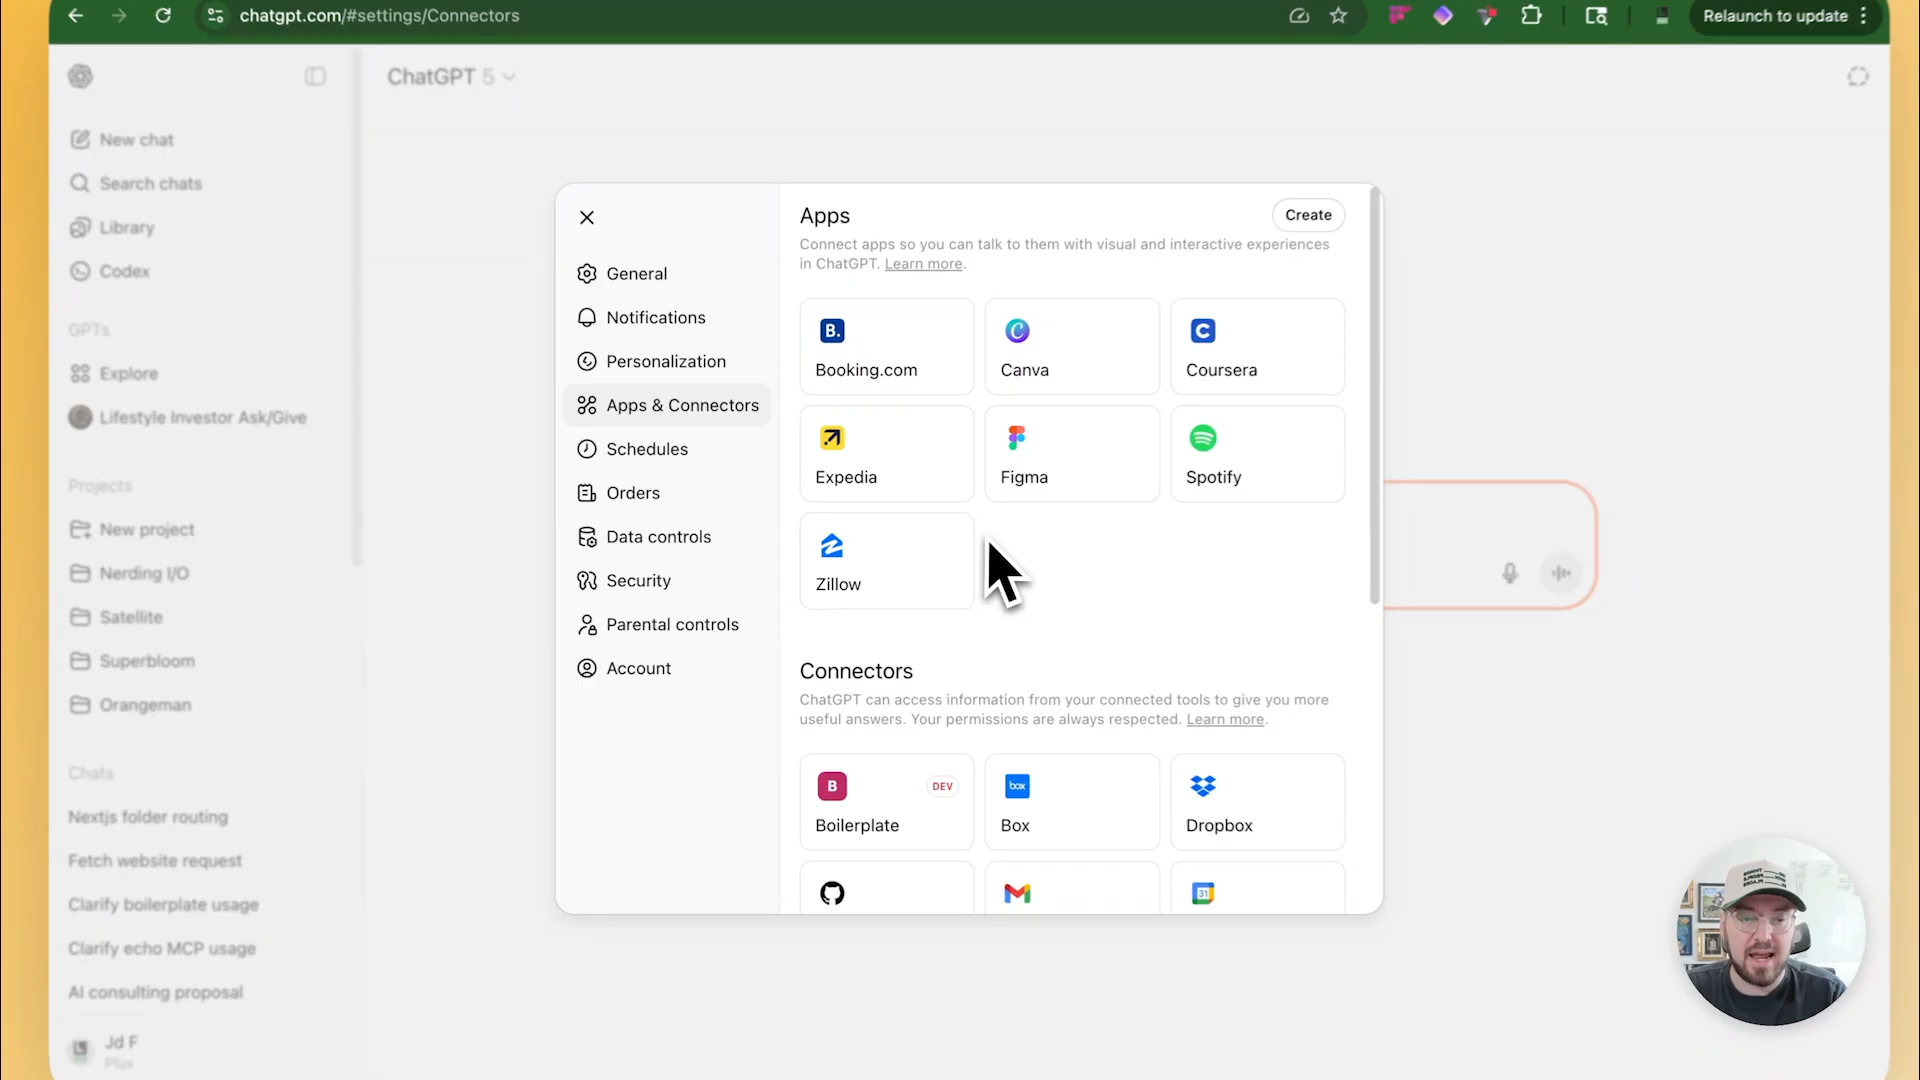 chatgpt.com/#settings/Connectors
Relaunch to update
ChatGPT 5
New chat
Search chats
Library
Codex
GPTs
Explore
Lifestyle Investor Ask/Give
Projects
New project
Nerding I/O
Satellite
Superbloom
Orangeman
Chats
Nextjs folder routing
Fetch website request
Clarify boilerplate usage
Clarify echo MCP usage
AI consulting proposal
Jd F
Plus
General
Notifications
Personalization
Apps & Connectors
Schedules
Orders
Data controls
Security
Parental controls
Account
Apps
Create
Connect apps so you can talk to them with visual and interactive experiences
in ChatGPT. Learn more.
B.
Booking.com
Canva
Coursera
Expedia
Figma
Spotify
Zillow
Connectors
ChatGPT can access information from your connected tools to give you more
useful answers. Your permissions are always respected. Learn more.
B
DEV
Boilerplate
box
Box
Dropbox
31